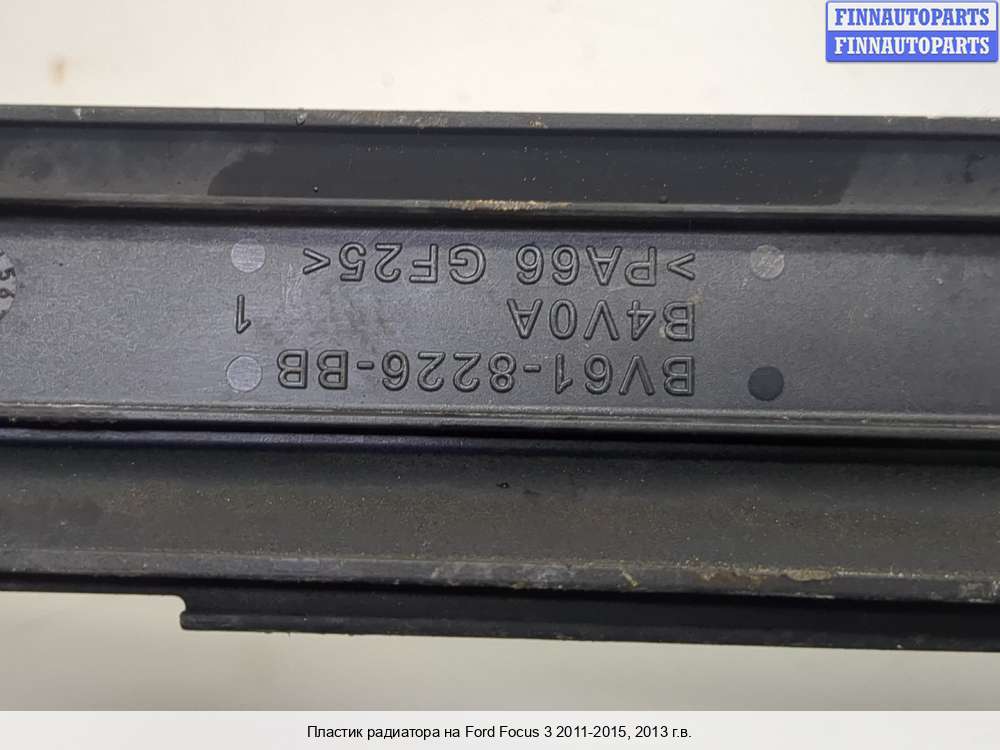 FINNAUTOPARTS
FINNAUTOPARTS
BV61-8226-BB
B4V0A 1
>PA66 GF25<
Пластик радиатора на Ford Focus 3 2011-2015, 2013 г.в.